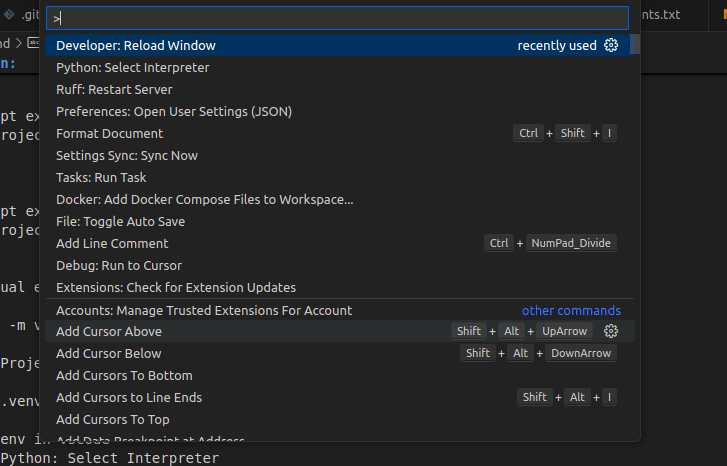 .gi
>
nts.txt
nd > abc
Developer: Reload Window recently used
n:
Python: Select Interpreter
Ruff: Restart Server
Preferences: Open User Settings (JSON)
pt ex
Format Document Ctrl + Shift + I
rojec
Settings Sync: Sync Now
Tasks: Run Task
Docker: Add Docker Compose Files to Workspace...
pt ex
File: Toggle Auto Save
rojec
Add Line Comment Ctrl + NumPad_Divide
Debug: Run to Cursor
Extensions: Check for Extension Updates
ual e
Accounts: Manage Trusted Extensions For Account other commands
-m v
Add Cursor Above Shift + Alt + UpArrow
Add Cursor Below Shift + Alt + DownArrow
Proje
Add Cursors To Bottom
Add Cursors to Line Ends Shift + Alt + I
.venv
Add Cursors To Top
Add Data Breakpoint at Address
env in
Python: Select Interpreter